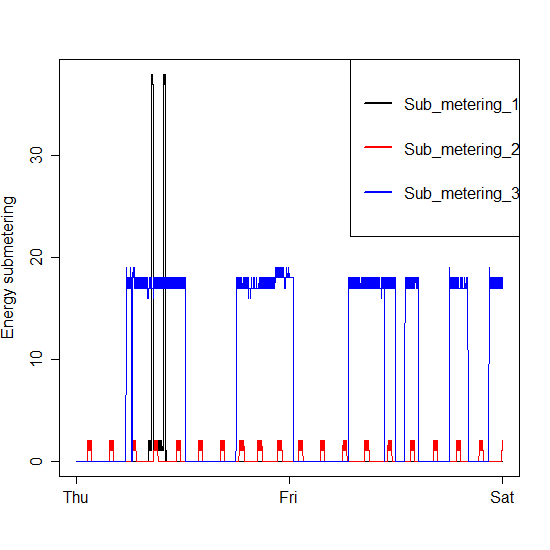 Sub_metering_1
Sub_metering_2
Sub_metering_3
Energy submetering
30
20
10
0
Thu Fri Sat